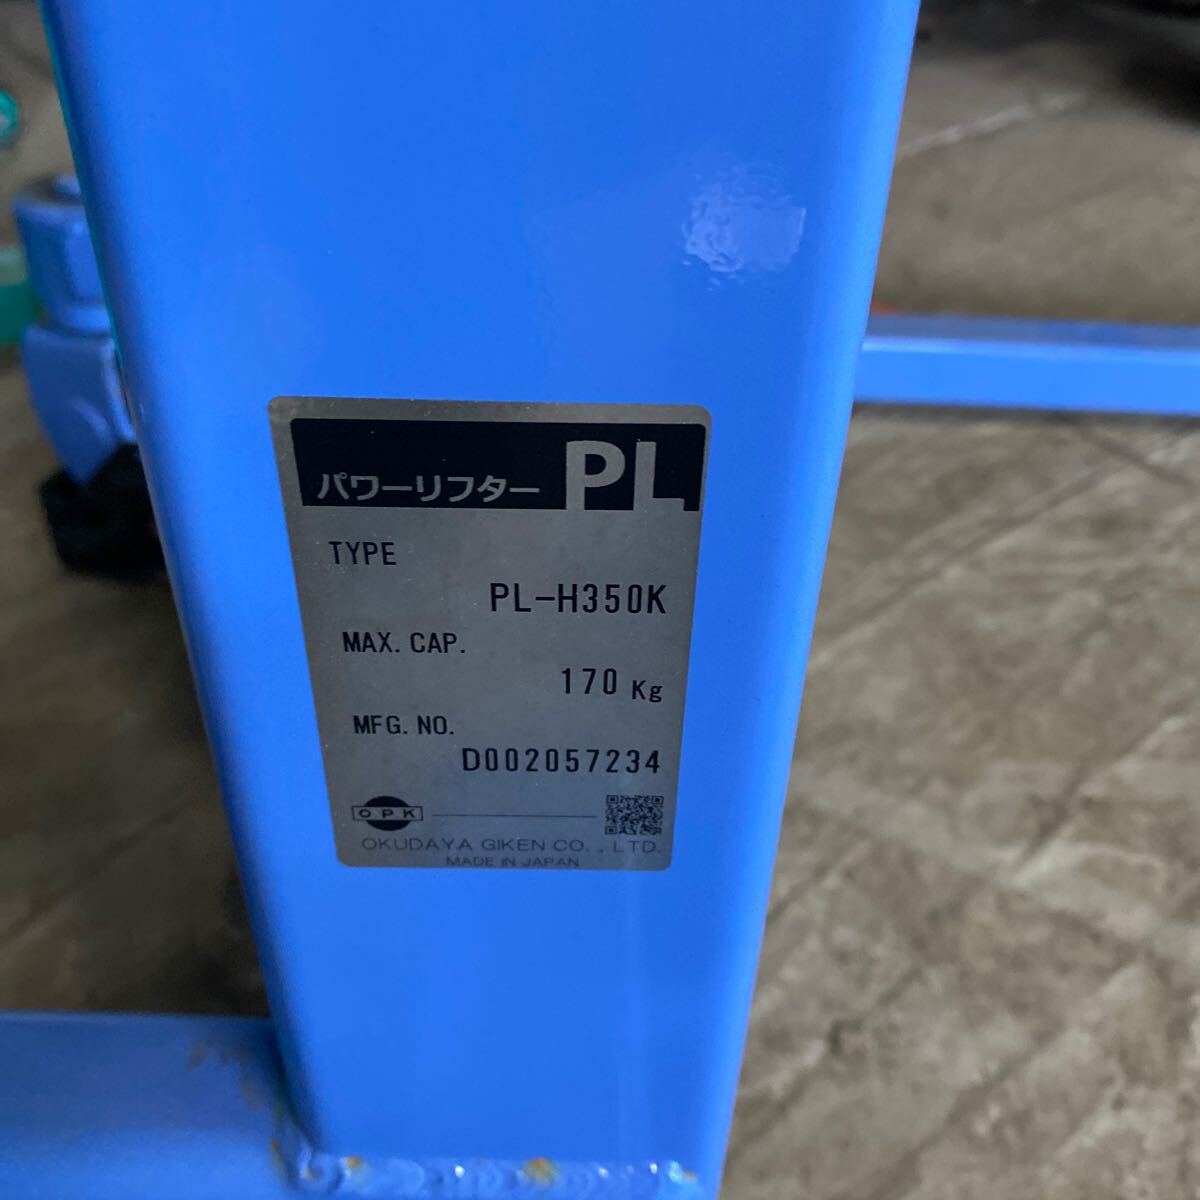 パワーリフター PL
TYPE
PL-H350K
MAX. CAP.
170 Kg
MFG. NO.
D002057234
OPK
OKUDAYA GIKEN CO.,LTD.
MADE IN JAPAN